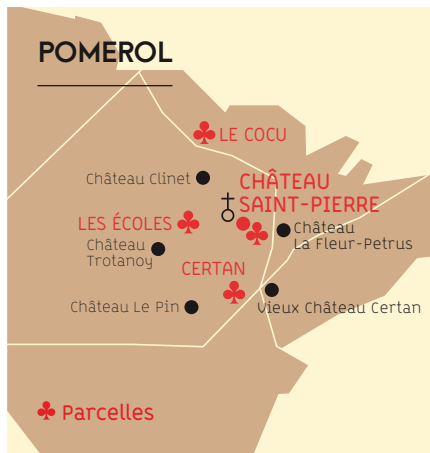 POMEROL
LE COCU
Château Clinet
CHÂTEAU
SAINT-PIERRE
LES ÉCOLES
Château
La Fleur-Petrus
Château
Trotanoy
CERTAN
Château Le Pin
Vieux Château Certan
Parcelles